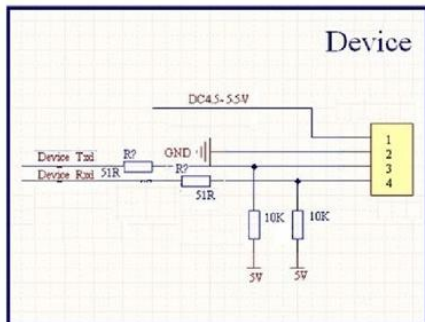 Device
DC4.5-5.5V
1
GND
2
Device Txd R?
3
Device Rxd 51R R?
4
51R
10K 10K
5V 5V